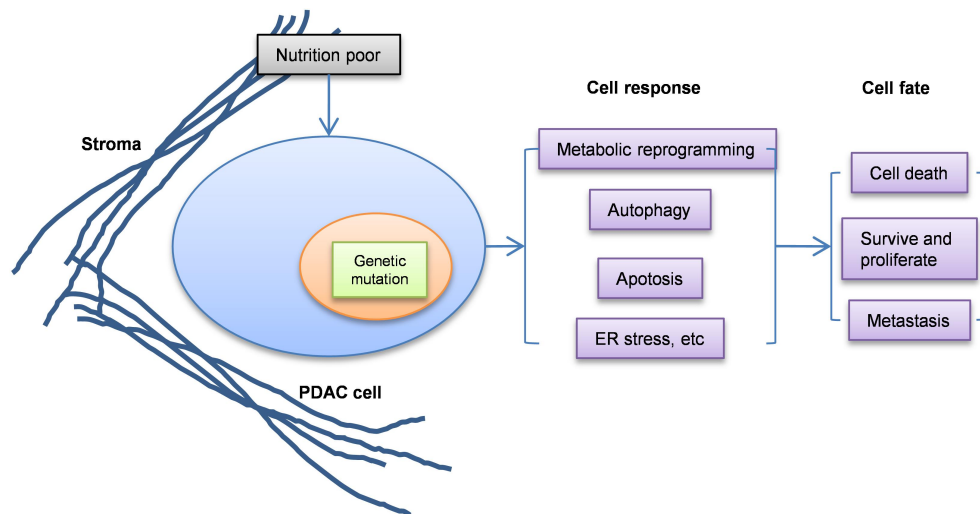 Nutrition poor
Stroma
Genetic
mutation
PDAC cell
Cell response
Metabolic reprogramming
Autophagy
Apotosis
ER stress, etc
Cell fate
Cell death
Survive and
proliferate
Metastasis